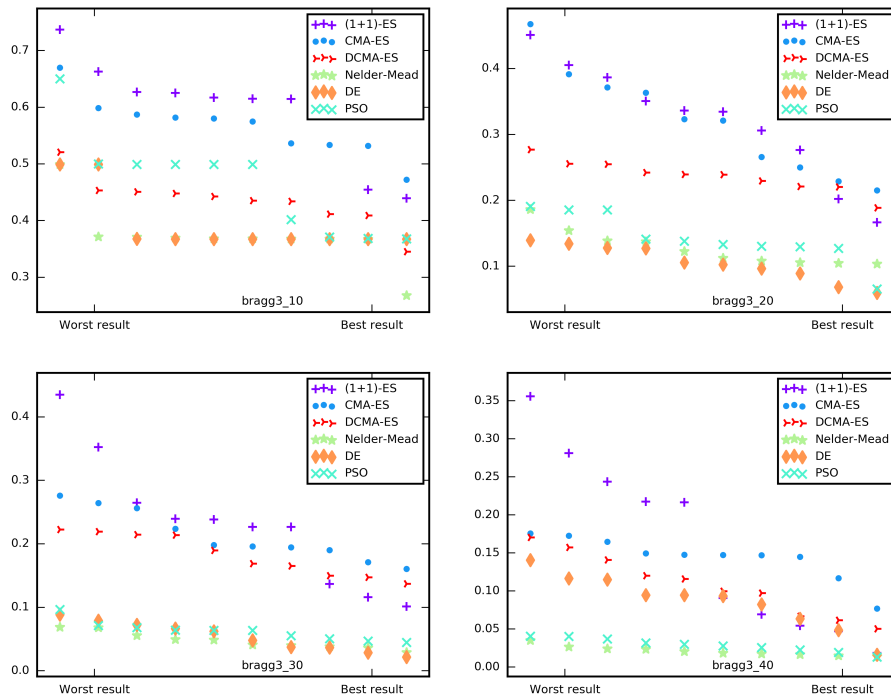 0.7
0.6
0.5
0.4
0.3
(1+1)-ES
CMA-ES
DCMA-ES
Nelder-Mead
DE
PSO
bragg3_10
Worst result
Best result
0.4
0.3
0.2
0.1
(1+1)-ES
CMA-ES
DCMA-ES
Nelder-Mead
DE
PSO
bragg3_20
Worst result
Best result
0.4
0.3
0.2
0.1
0.0
(1+1)-ES
CMA-ES
DCMA-ES
Nelder-Mead
DE
PSO
bragg3_30
Worst result
Best result
0.35
0.30
0.25
0.20
0.15
0.10
0.05
0.00
(1+1)-ES
CMA-ES
DCMA-ES
Nelder-Mead
DE
PSO
bragg3_40
Worst result
Best result